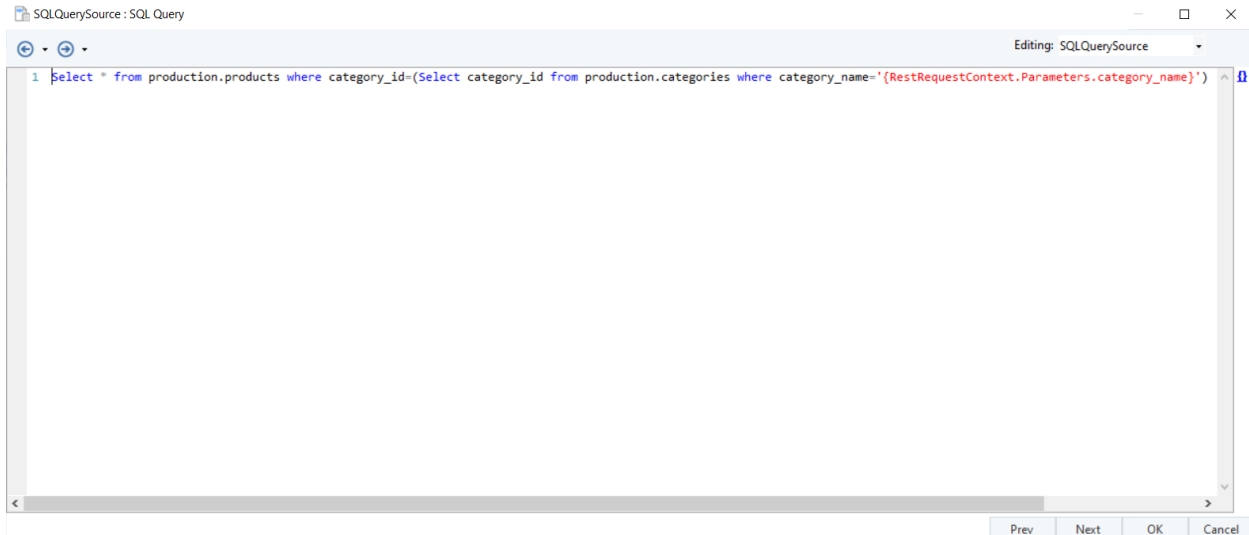 SQLQuerySource : SQL Query
Editing: SQLQuerySource
1 Select * from production.products where category_id=(Select category_id from production.categories where category_name='{RestRequestContext.Parameters.category_name}')
{}
Prev Next OK Cancel